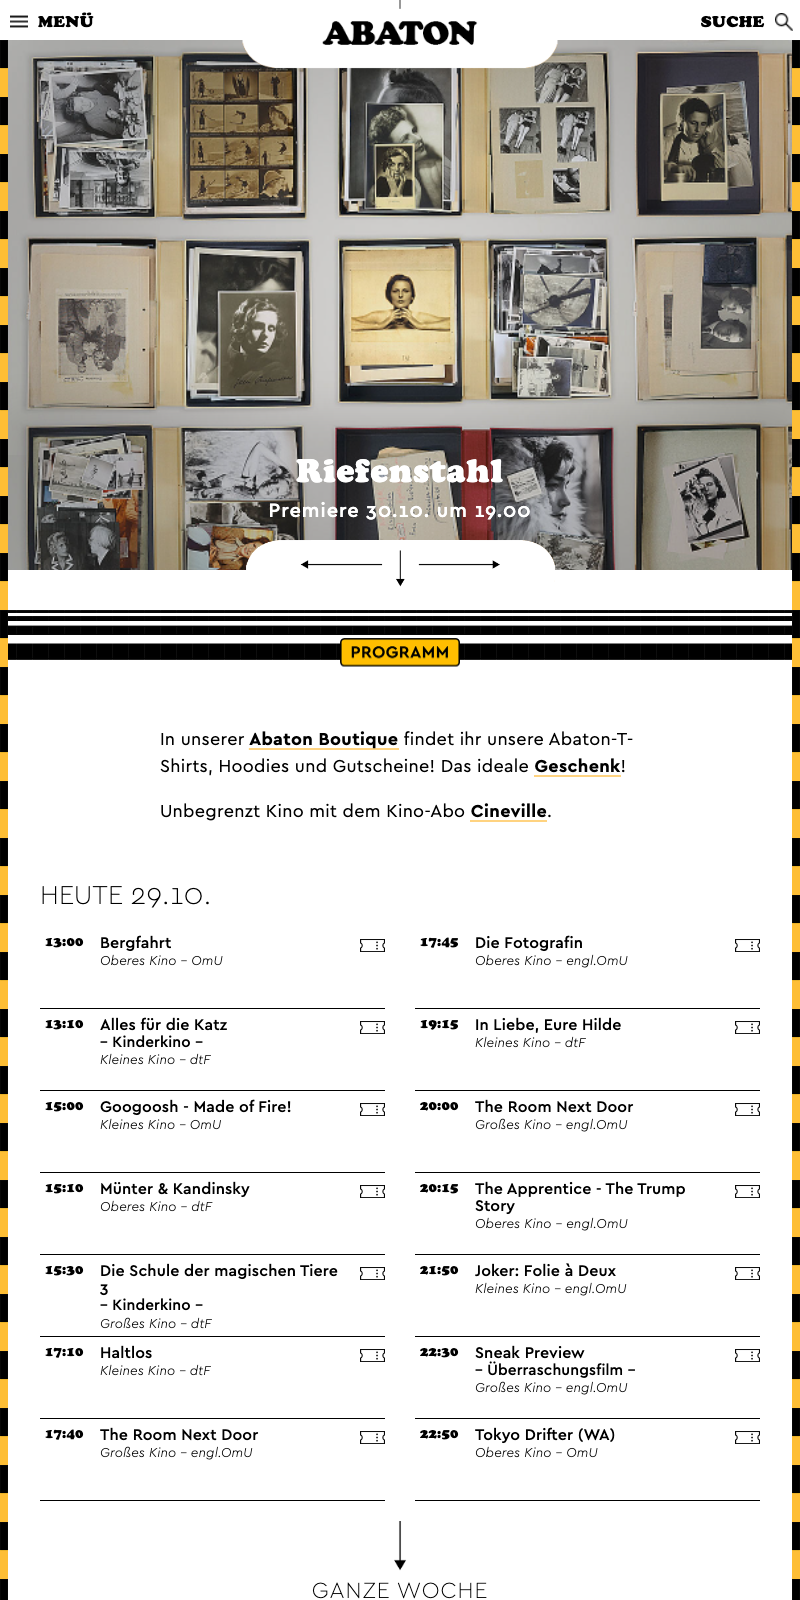 MENÜ
ABATON
SUCHE
Riefenstahl
Premiere 30.10. um 19.00
PROGRAMM
In unserer Abaton Boutique findet ihr unsere Abaton-T-
Shirts, Hoodies und Gutscheine! Das ideale Geschenk!
Unbegrenzt Kino mit dem Kino-Abo Cineville.
HEUTE 29.10.
13:00 Bergfahrt
Oberes Kino – OmU
13:10 Alles für die Katz
– Kinderkino –
Kleines Kino – dtF
15:00 Googoosh - Made of Fire!
Kleines Kino – OmU
15:10 Münter & Kandinsky
Oberes Kino – dtF
15:30 Die Schule der magischen Tiere
3
– Kinderkino –
Großes Kino – dtF
17:10 Haltlos
Kleines Kino – dtF
17:40 The Room Next Door
Großes Kino – engl.OmU
17:45 Die Fotografin
Oberes Kino – engl.OmU
19:15 In Liebe, Eure Hilde
Kleines Kino – dtF
20:00 The Room Next Door
Großes Kino – engl.OmU
20:15 The Apprentice - The Trump
Story
Oberes Kino – engl.OmU
21:50 Joker: Folie à Deux
Kleines Kino – engl.OmU
22:30 Sneak Preview
– Überraschungsfilm –
Großes Kino – engl.OmU
22:50 Tokyo Drifter (WA)
Oberes Kino – OmU
GANZE WOCHE